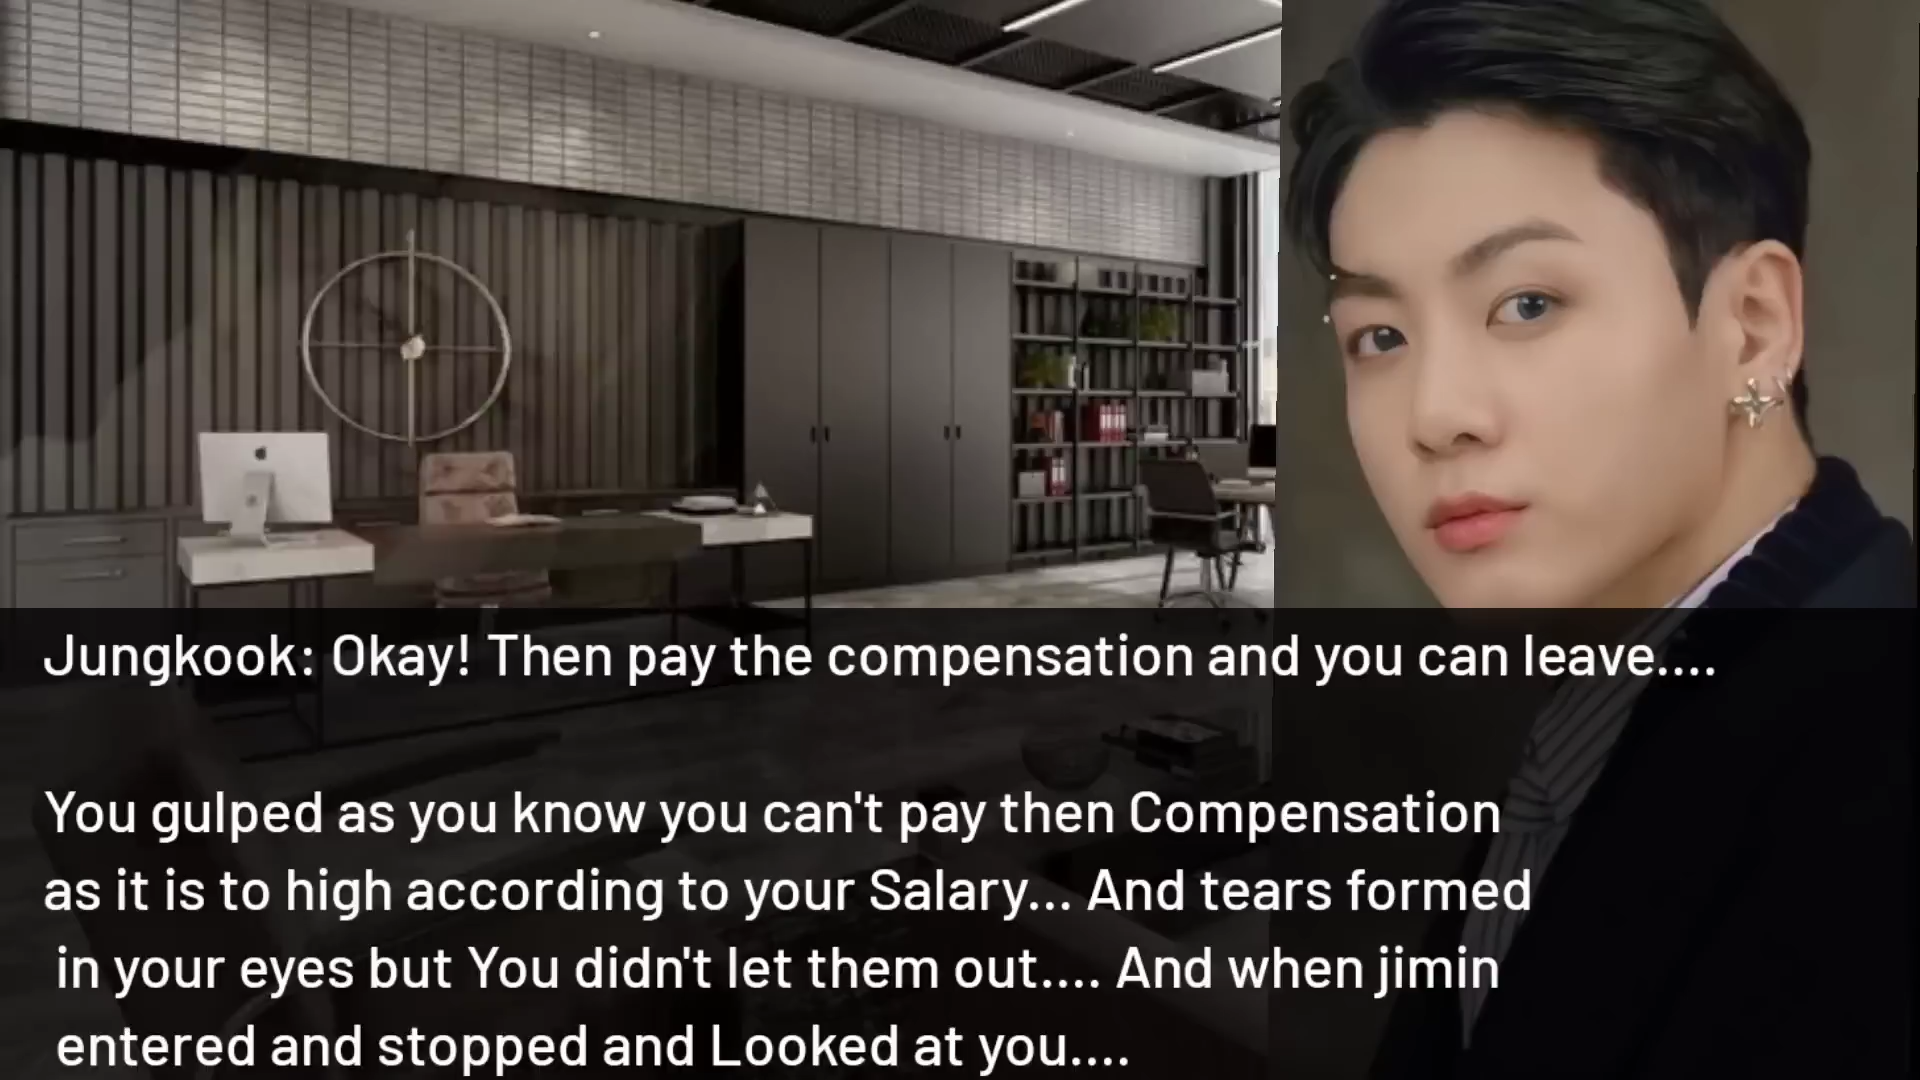 Jungkook: Okay! Then pay the compensation and you can leave....
You gulped as you know you can't pay then Compensation
as it is to high according to your Salary... And tears formed
in your eyes but You didn't let them out.... And when jimin
entered and stopped and Looked at you....